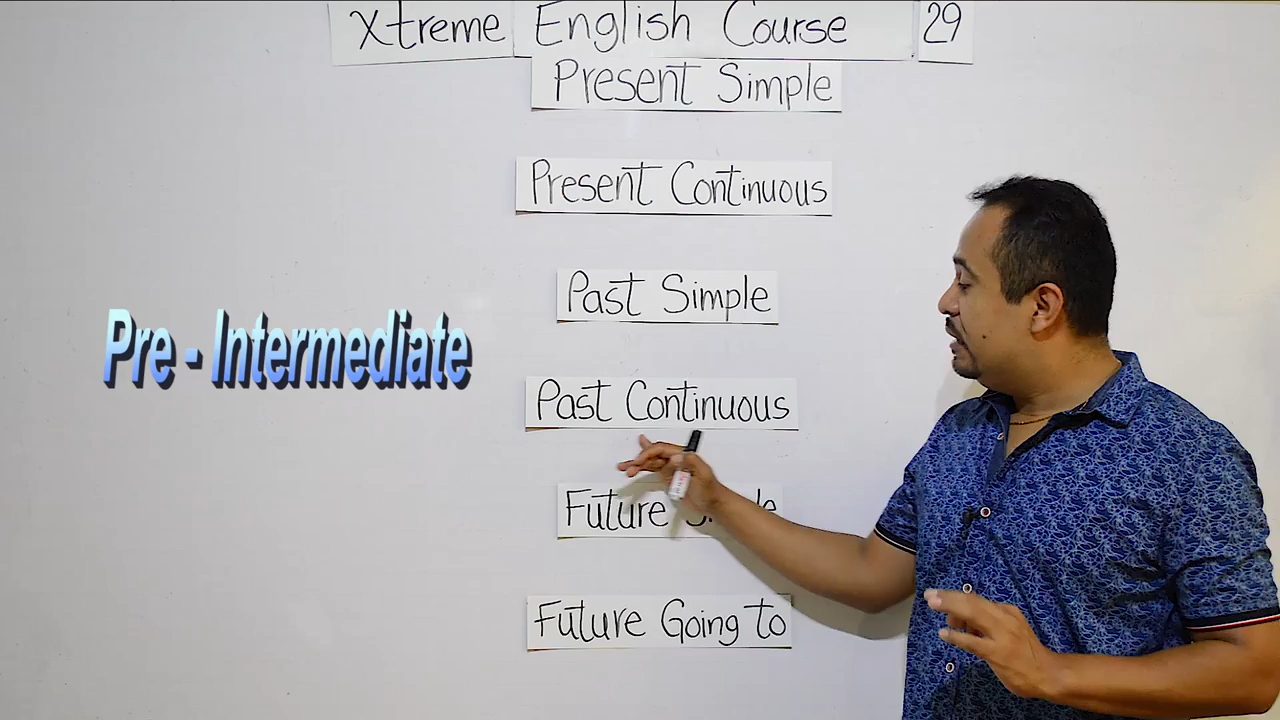 Xtreme English Course 29
Present Simple
Present Continuous
Past Simple
Pre - Intermediate
Past Continuous
Future
Future Going to